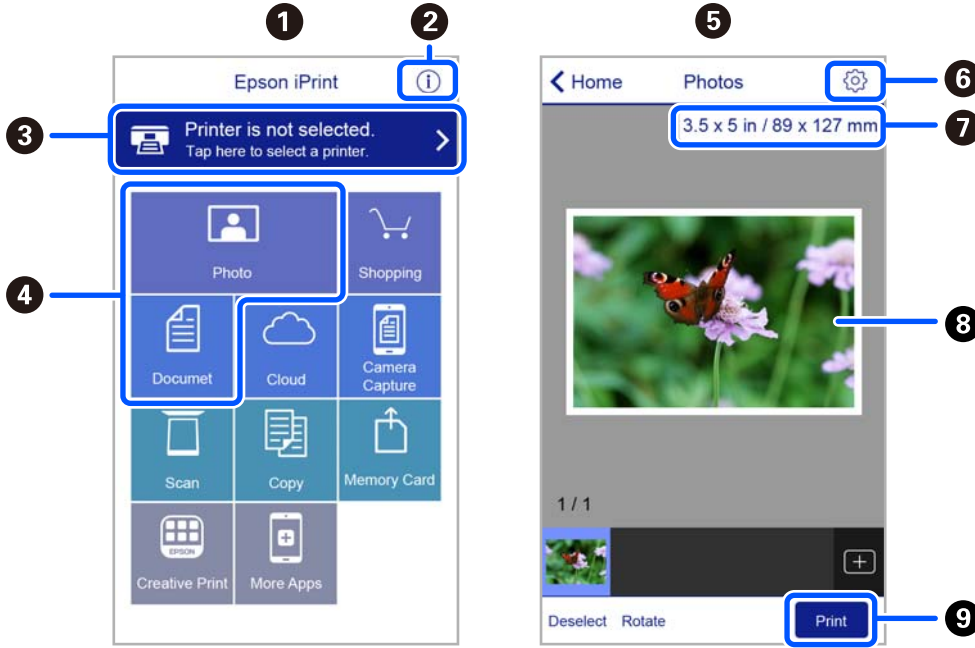 1
2
Epson iPrint
3
Printer is not selected.
Tap here to select a printer.
4
Photo
Shopping
Documet
Cloud
Camera
Capture
Scan
Copy
Memory Card
EPSON
Creative Print
More Apps
5
Home
Photos
6
3.5 x 5 in / 89 x 127 mm
7
8
1 / 1
Deselect
Rotate
Print
9